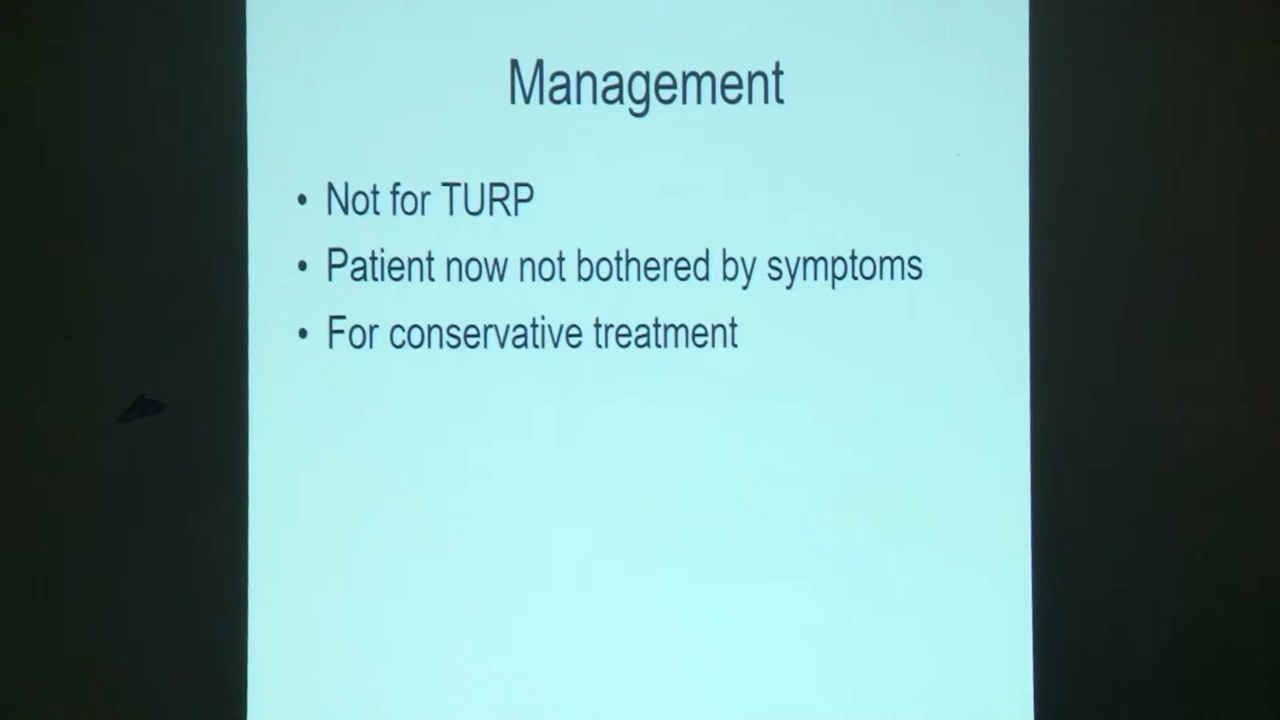 Management
• Not for TURP
• Patient now not bothered by symptoms
• For conservative treatment